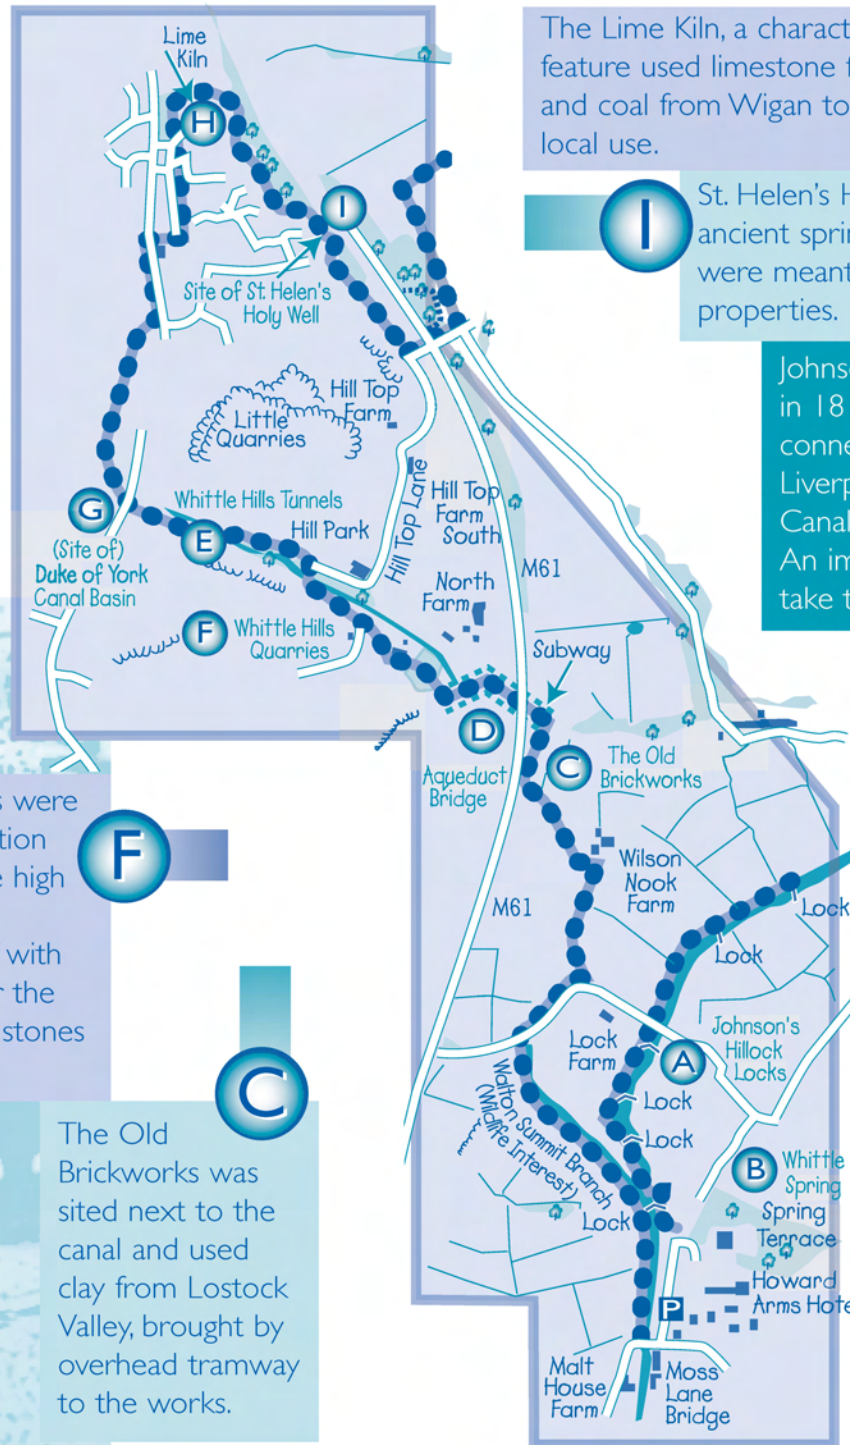 Lime
Kiln
H
I
Site of St. Helen's
Holy Well
Hill Top
Farm
Little
Quarries
Hill Top Lane
Whittle Hills Tunnels
Hill Park
Hill Top
Farm
South
G
E
(Site of)
Duke of York
Canal Basin
M61
North
Farm
F
Whittle Hills
Quarries
Subway
D
Aqueduct
Bridge
C
The Old
Brickworks
Wilson
Nook
Farm
M61
Lock
Lock
Lock
Farm
A
Johnson's
Hillock
Locks
Lock
Lock
Walton Summit Branch
(Wildlife Interest)
B
Whittle
Spring
Lock
Spring
Terrace
Howard
Arms Hote
P
Malt
House
Farm
Moss
Lane
Bridge
The Lime Kiln, a charact
feature used limestone f
and coal from Wigan to
local use.
I
St. Helen's H
ancient sprin
were meant
properties.
Johnso
in 18
conne
Liverp
Canal
An im
take t
s were
tion
e high
with
r the
stones
F
C
The Old
Brickworks was
sited next to the
canal and used
clay from Lostock
Valley, brought by
overhead tramway
to the works.